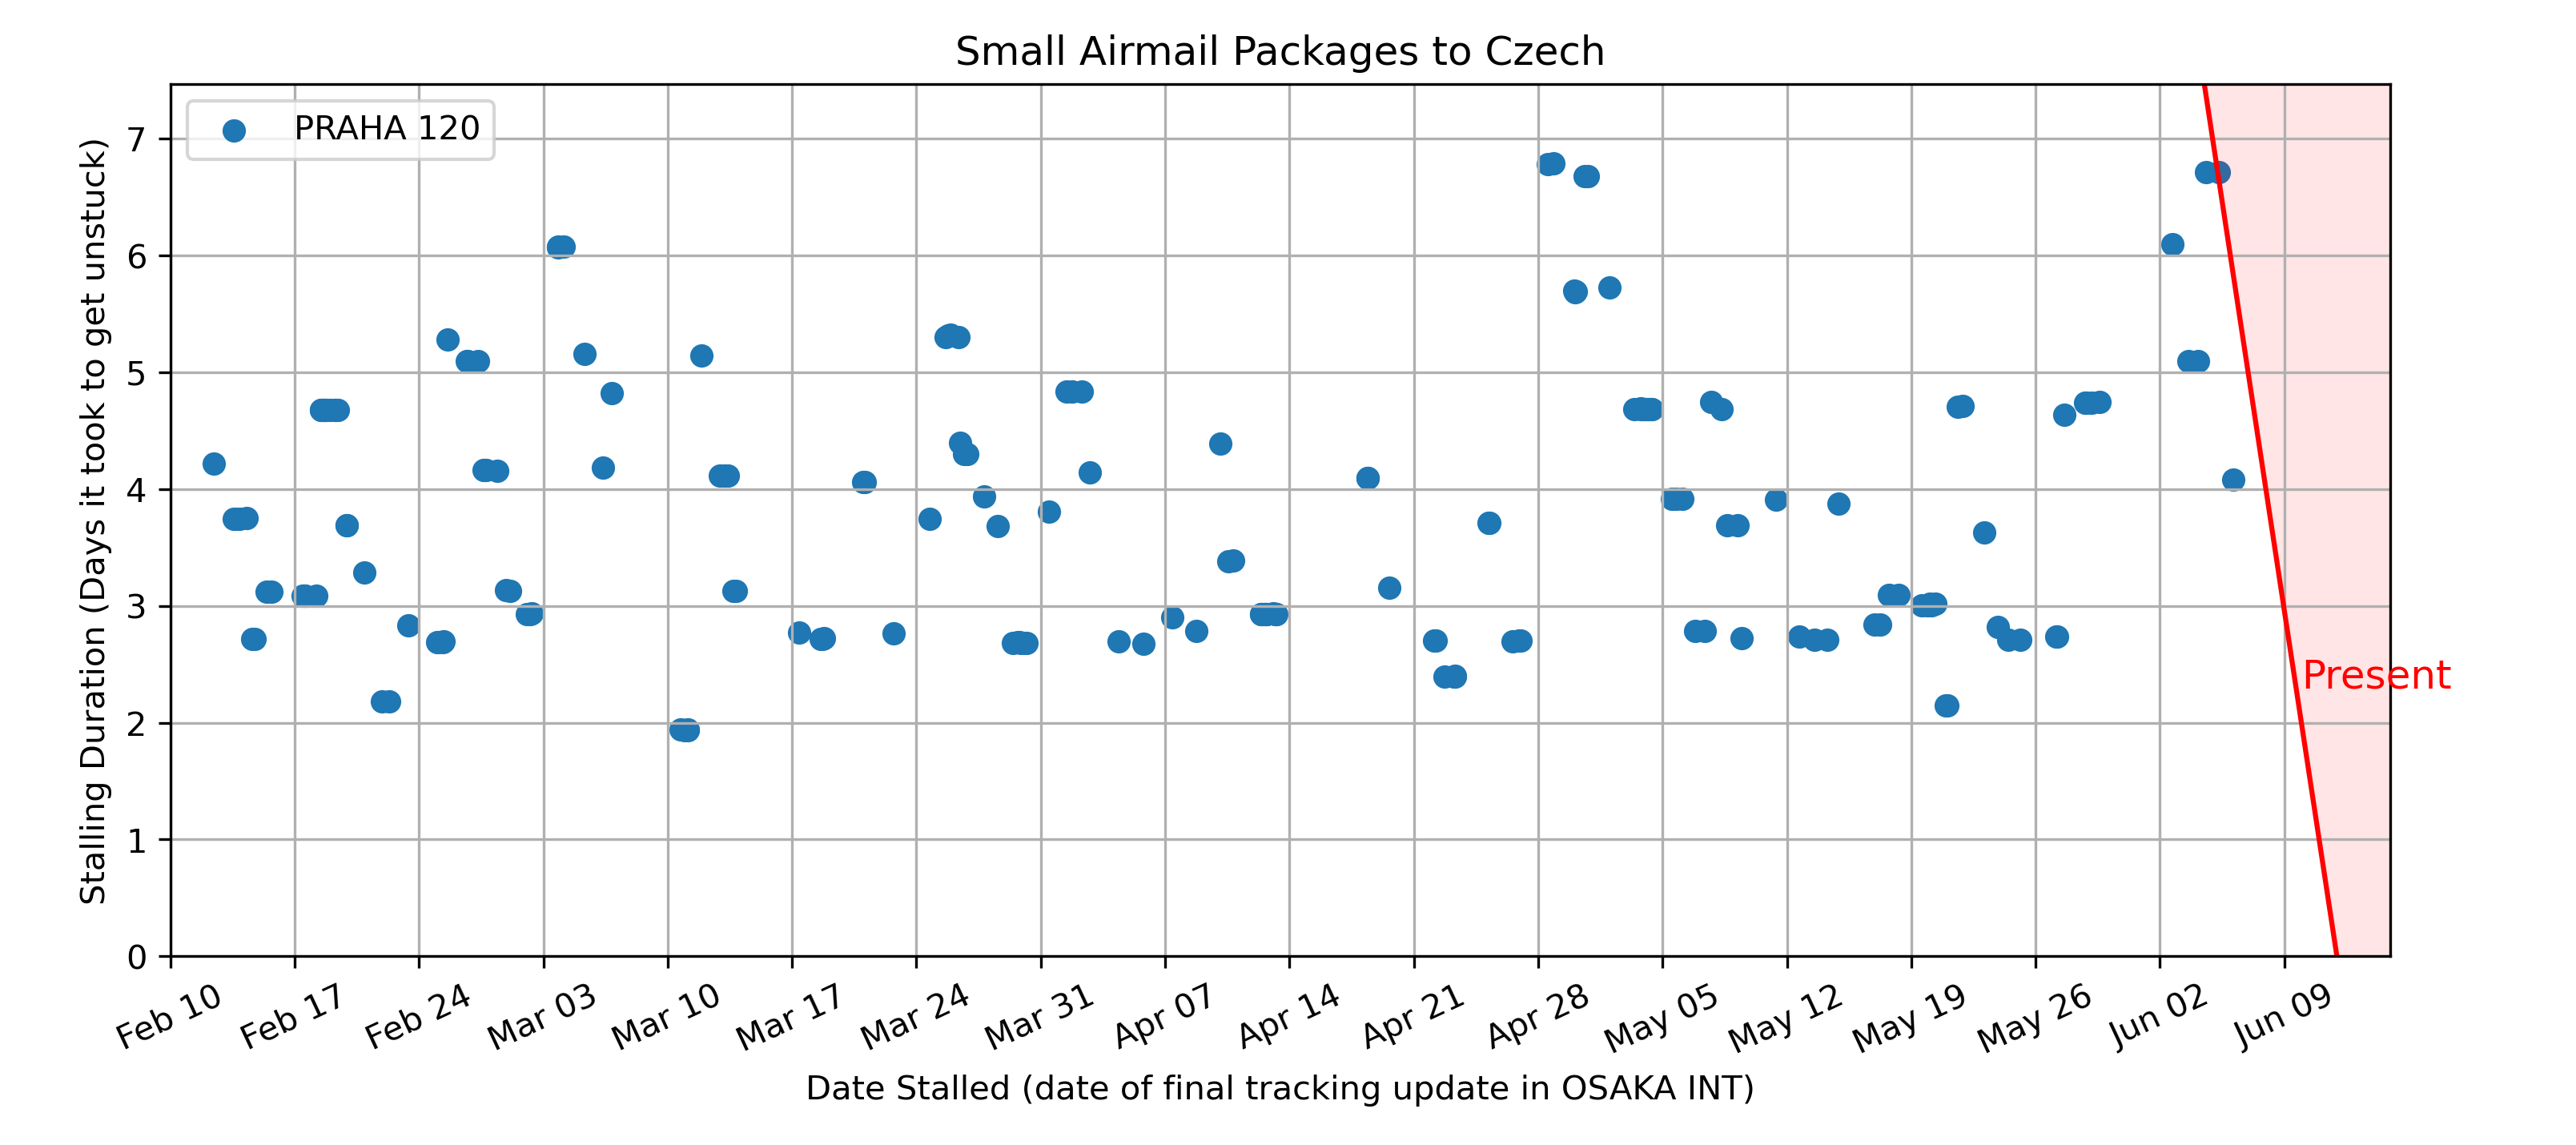 Small Airmail Packages to Czech
PRAHA 120
Stalling Duration (Days it took to get unstuck)
7
6
5
4
3
2
1
0
Present
Feb 10
Feb 17
Feb 24
Mar 03
Mar 10
Mar 17
Mar 24
Mar 31
Apr 07
Apr 14
Apr 21
Apr 28
May 05
May 12
May 19
May 26
Jun 02
Jun 09
Date Stalled (date of final tracking update in OSAKA INT)